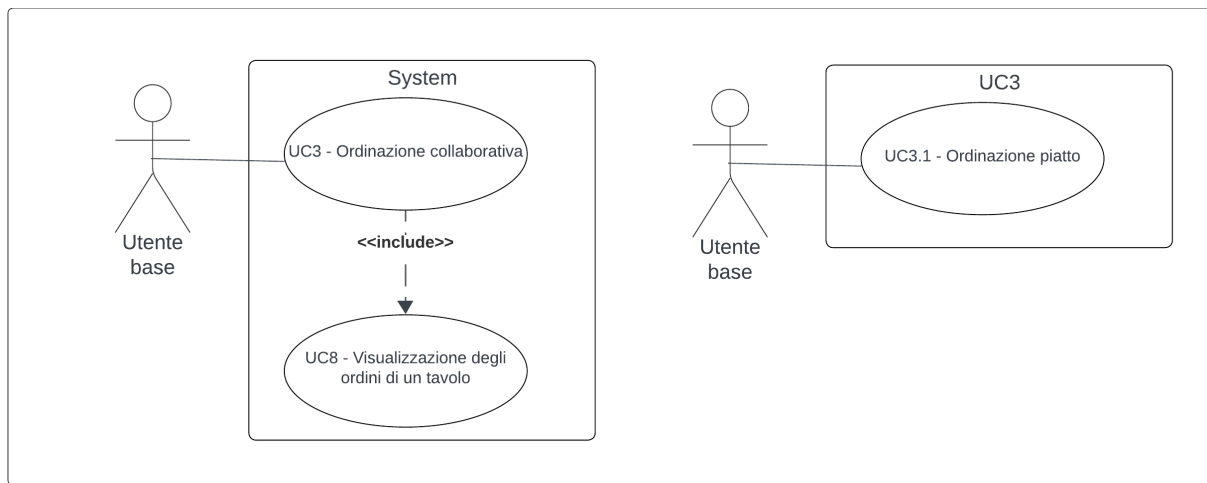 System
UC3 - Ordinazione collaborativa
<<include>>
UC8 - Visualizzazione degli
ordini di un tavolo
Utente
base
UC3
UC3.1 - Ordinazione piatto
Utente
base